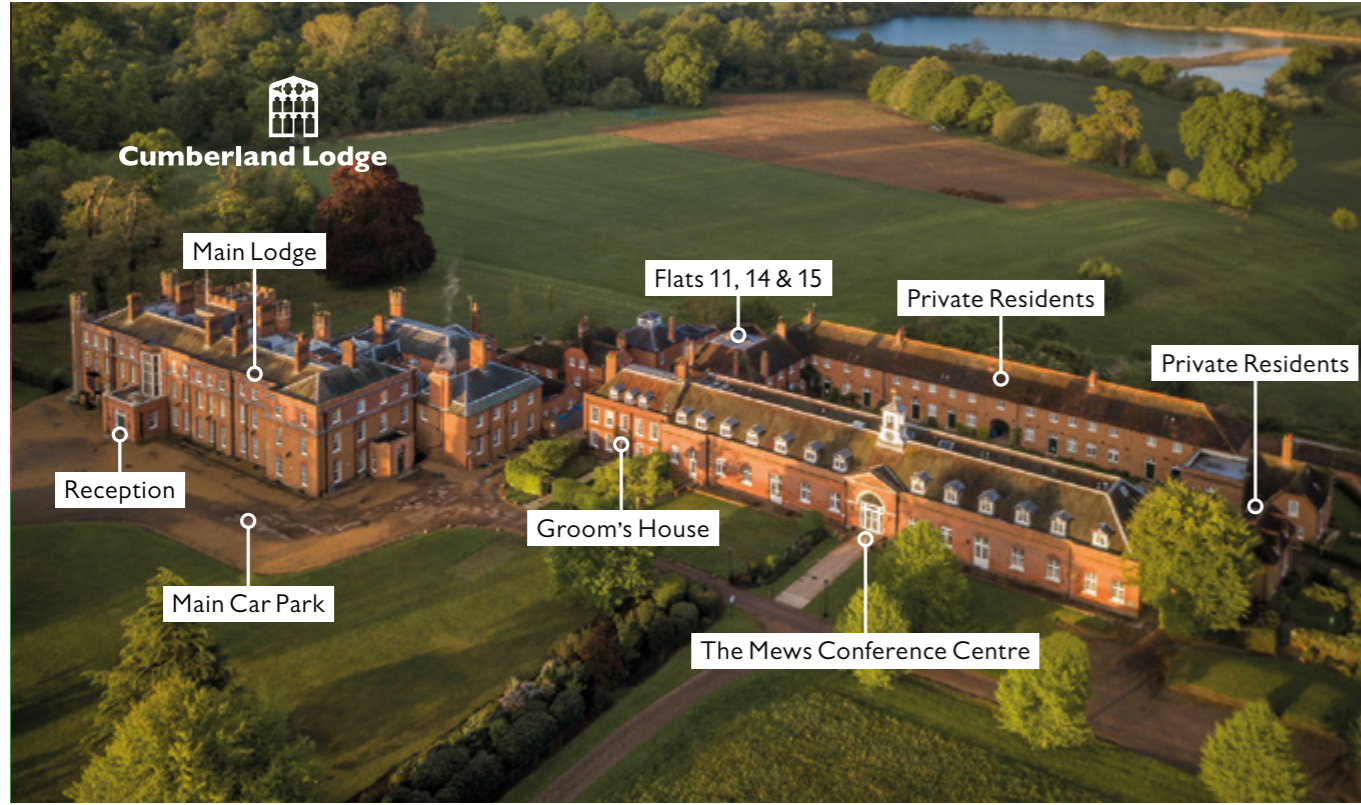 Cumberland Lodge
Main Lodge
Flats 11, 14 & 15
Private Residents
Private Residents
Reception
Groom's House
Main Car Park
The Mews Conference Centre